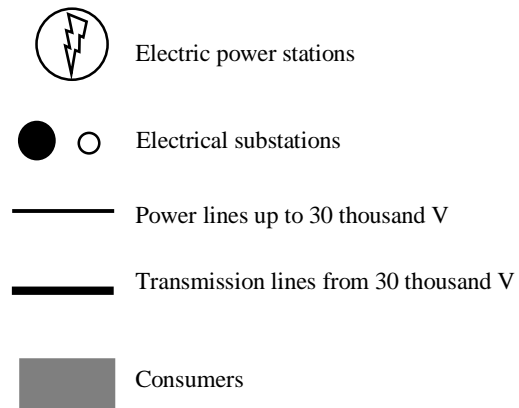 Electric power stations
Electrical substations
Power lines up to 30 thousand V
Transmission lines from 30 thousand V
Consumers